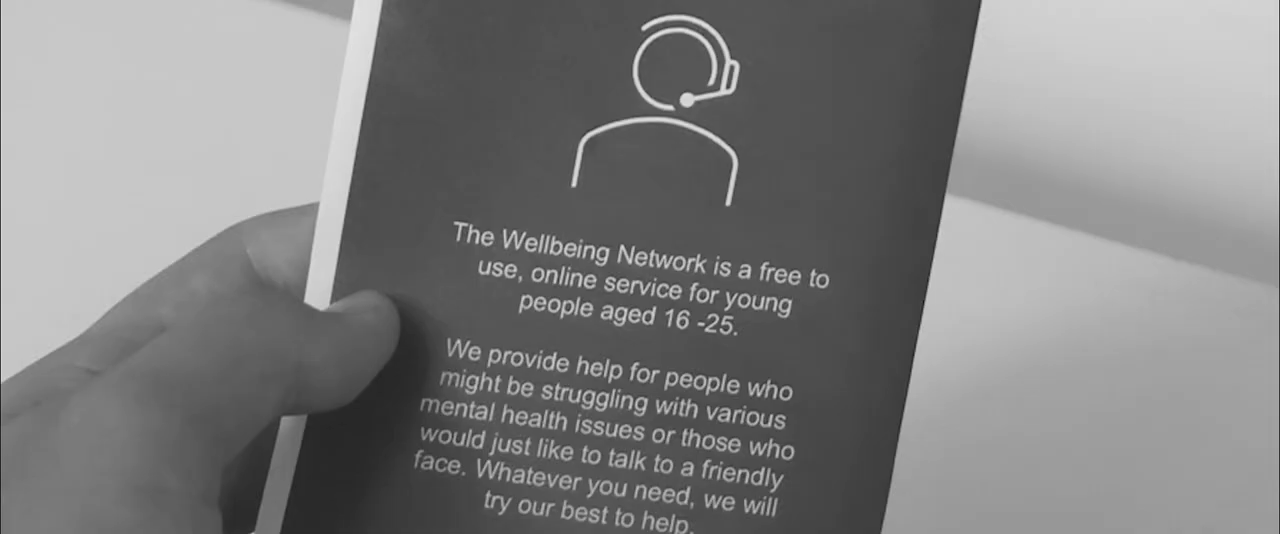 The Wellbeing Network is a free to
use, online service for young
people aged 16 -25.
We provide help for people who
might be struggling with various
mental health issues or those who
would just like to talk to a friendly
face. Whatever you need, we will
try our best to help.